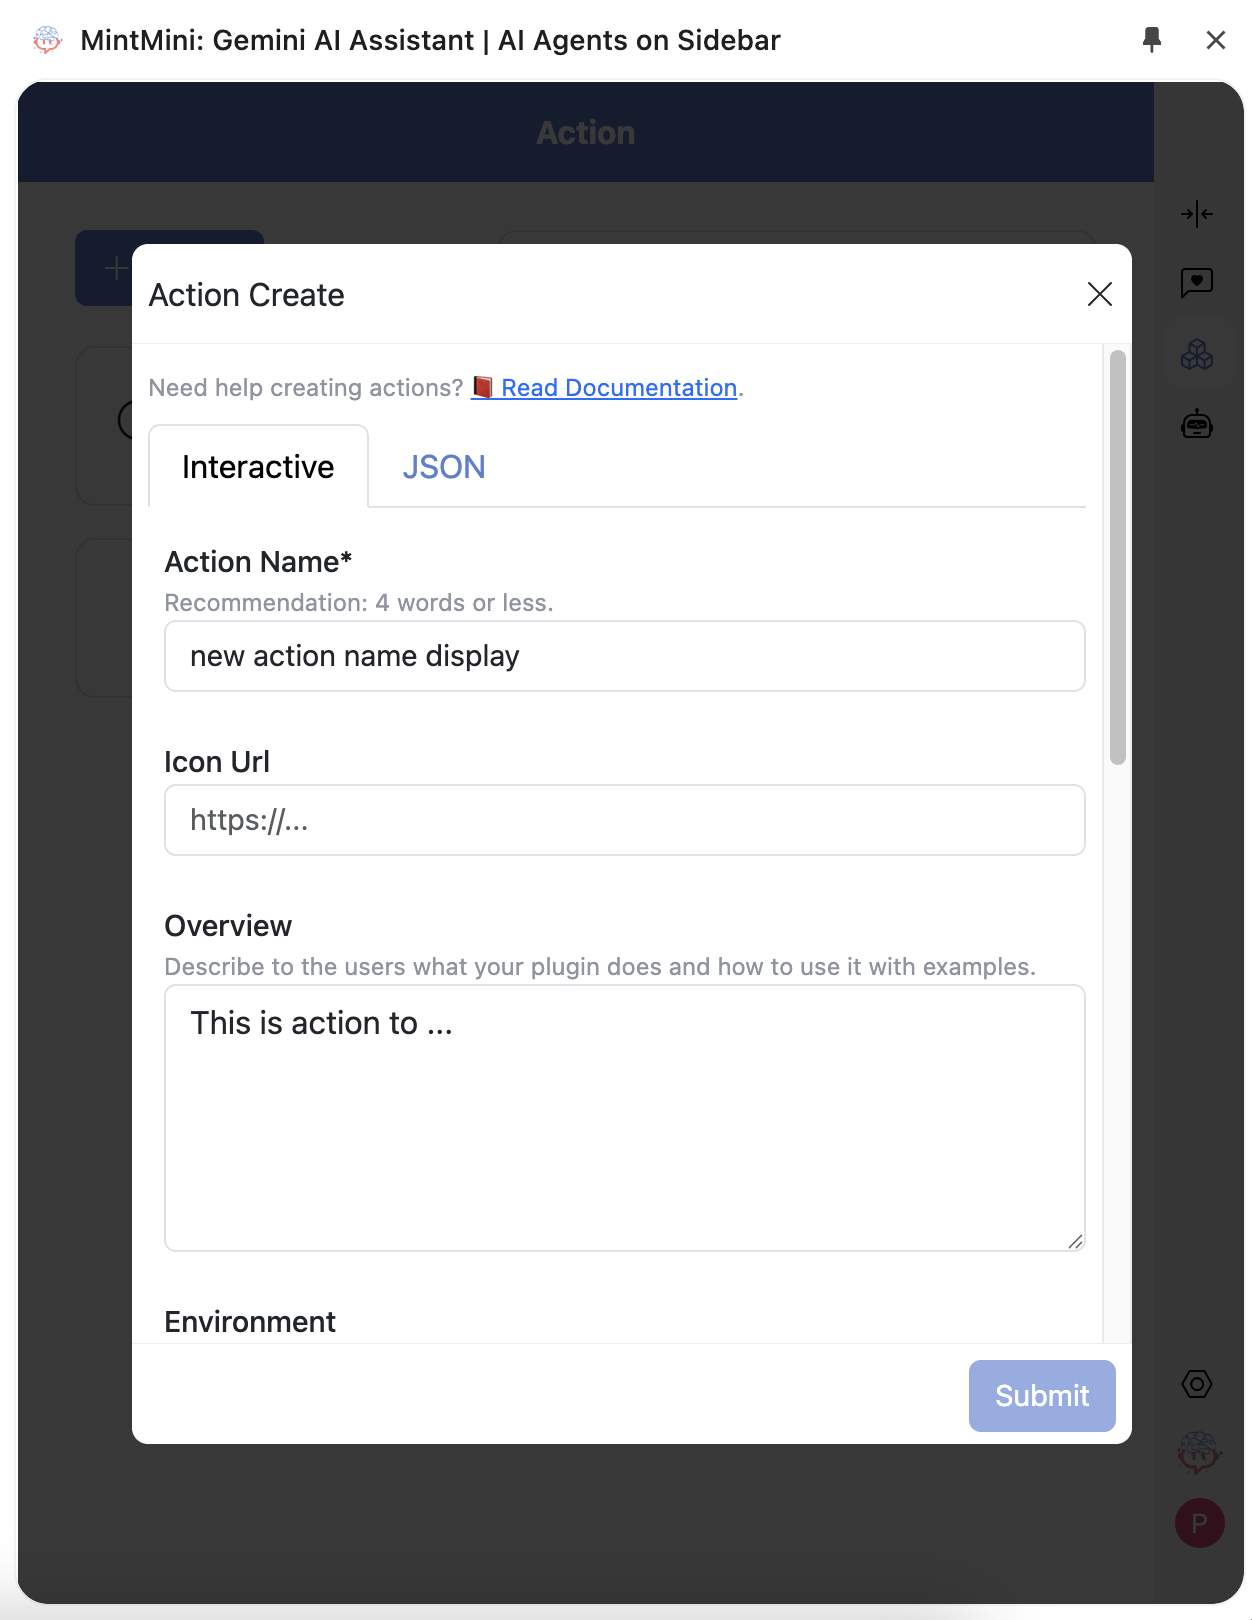 MintMini: Gemini AI Assistant | AI Agents on Sidebar
Action
Action Create
Need help creating actions? 📕 Read Documentation.
Interactive JSON
Action Name*
Recommendation: 4 words or less.
new action name display
Icon Url
https://...
Overview
Describe to the users what your plugin does and how to use it with examples.
This is action to ...
Environment
Submit
P